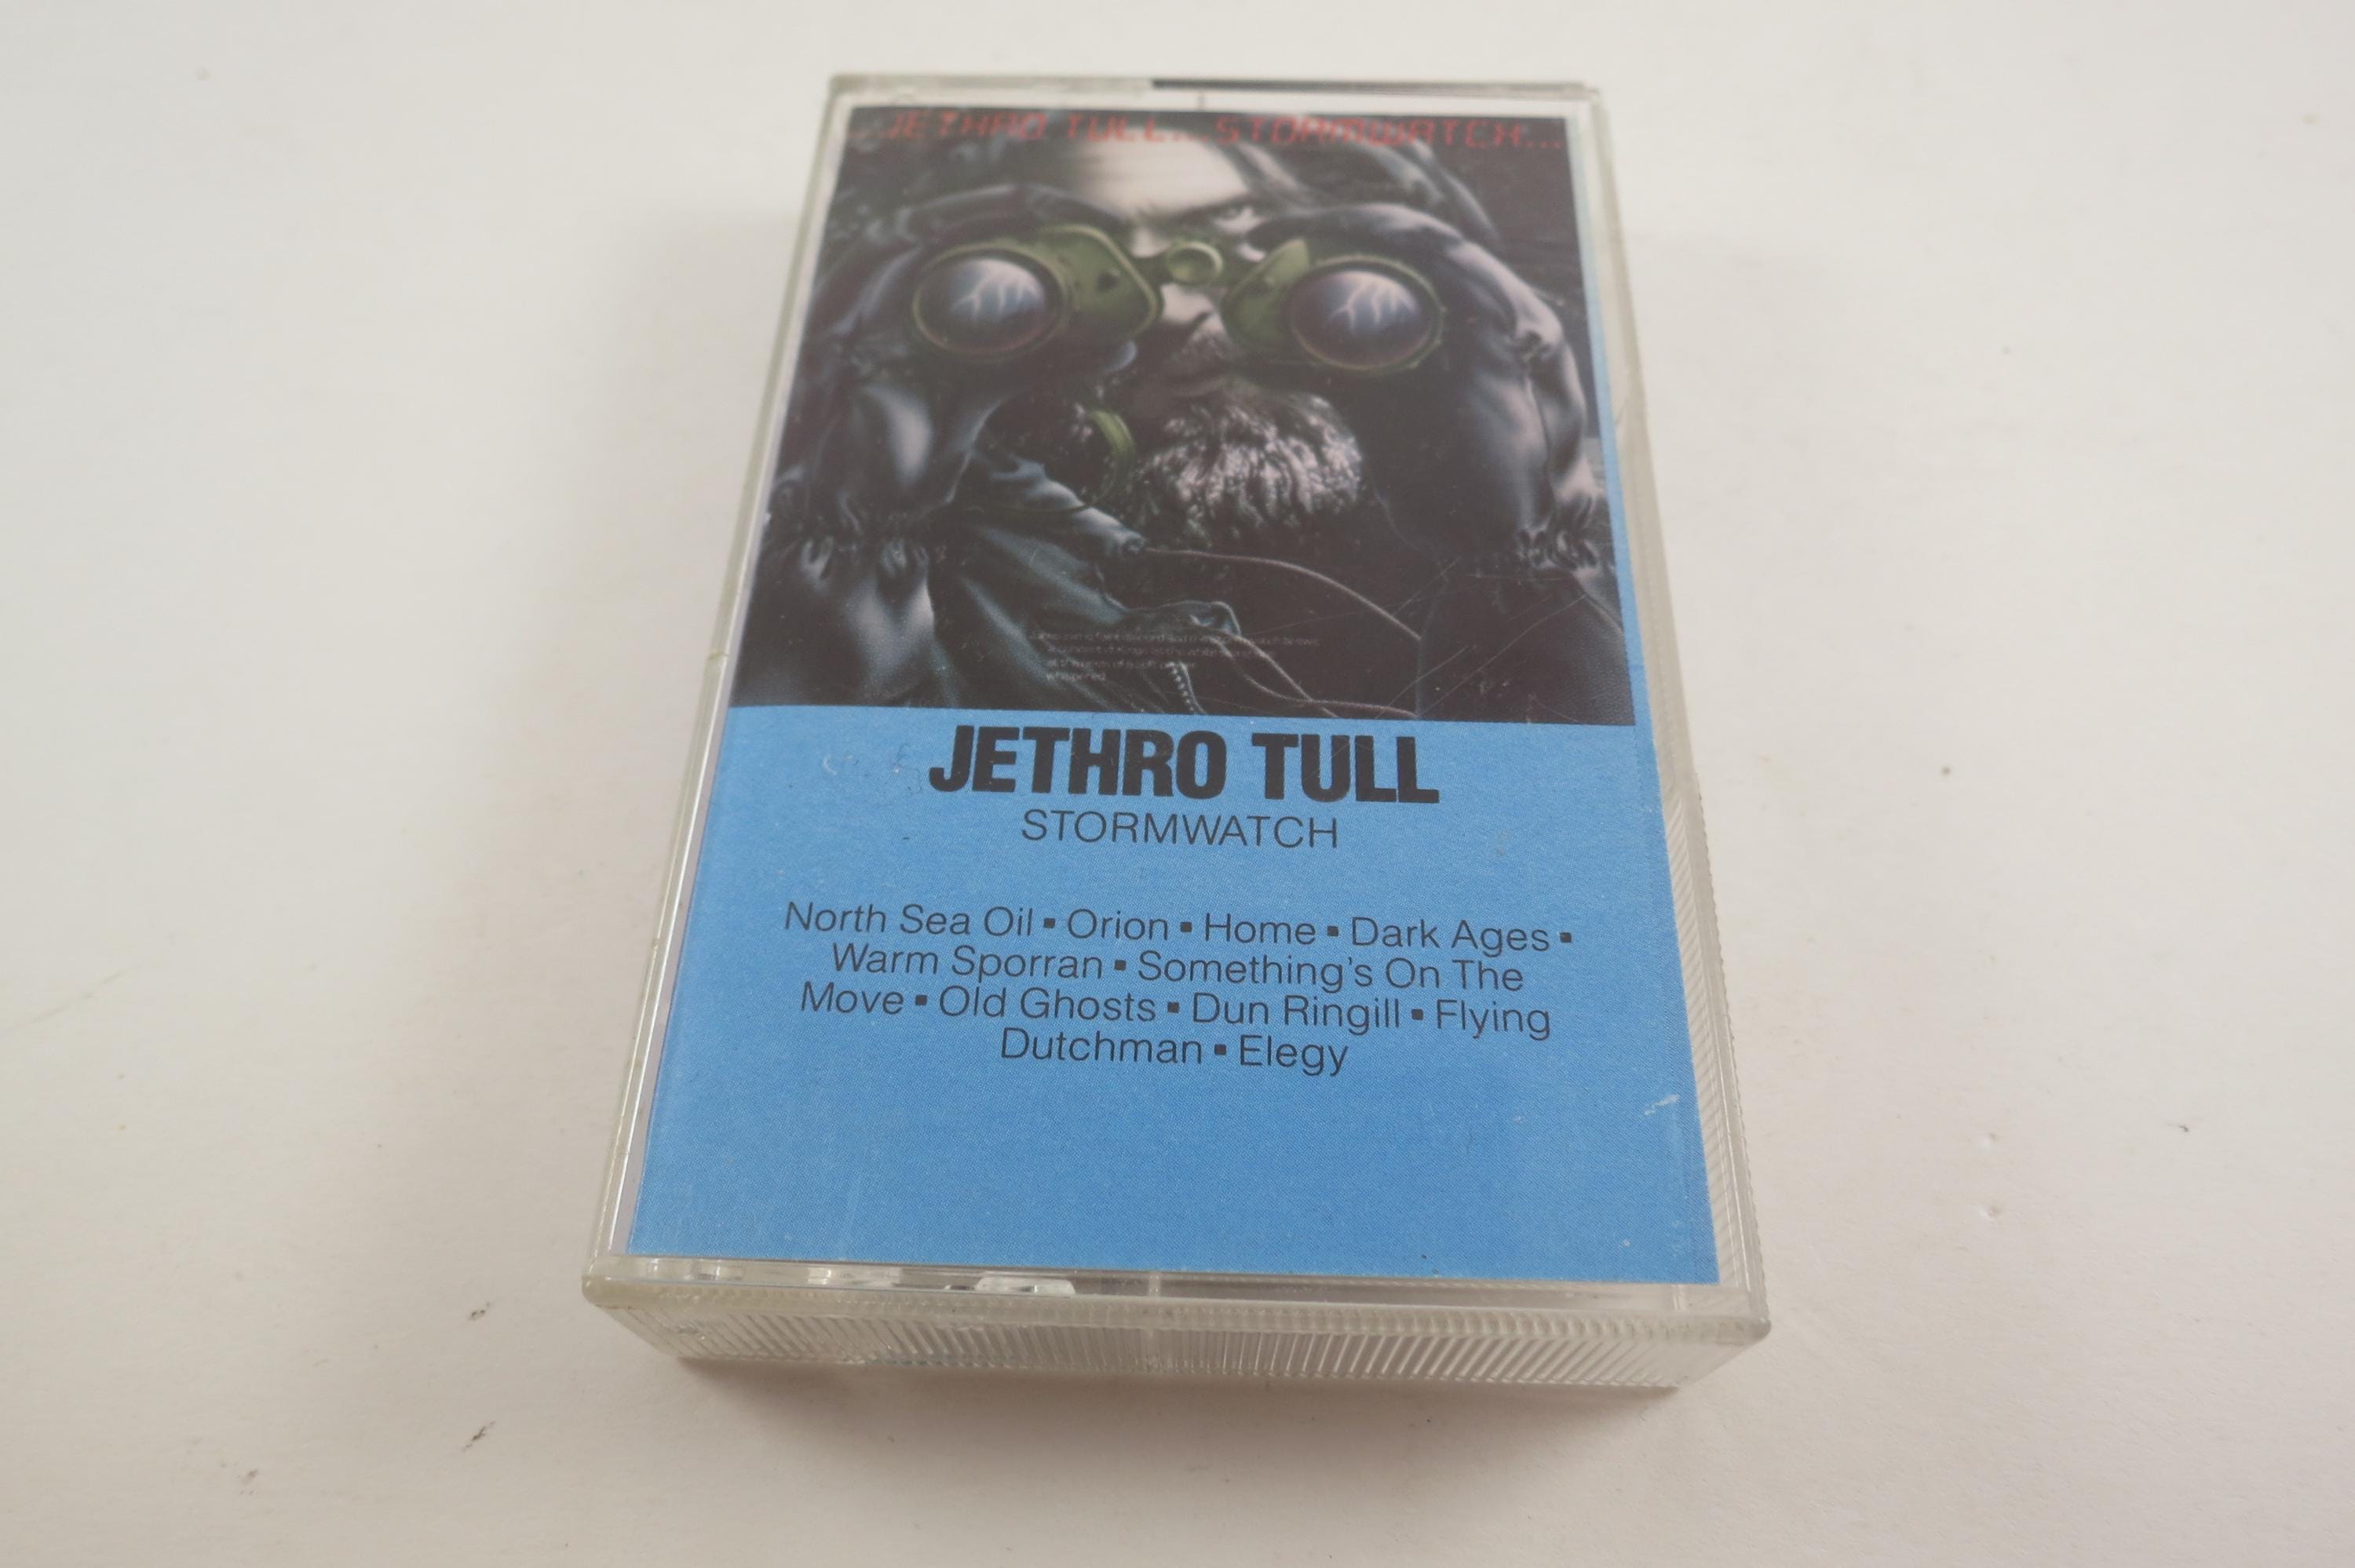 ...JETHRO TULL... STORMWATCH...
JETHRO TULL
STORMWATCH
North Sea Oil ▪ Orion ▪ Home ▪ Dark Ages ▪
Warm Sporran ▪ Something's On The
Move ▪ Old Ghosts ▪ Dun Ringill ▪ Flying
Dutchman ▪ Elegy